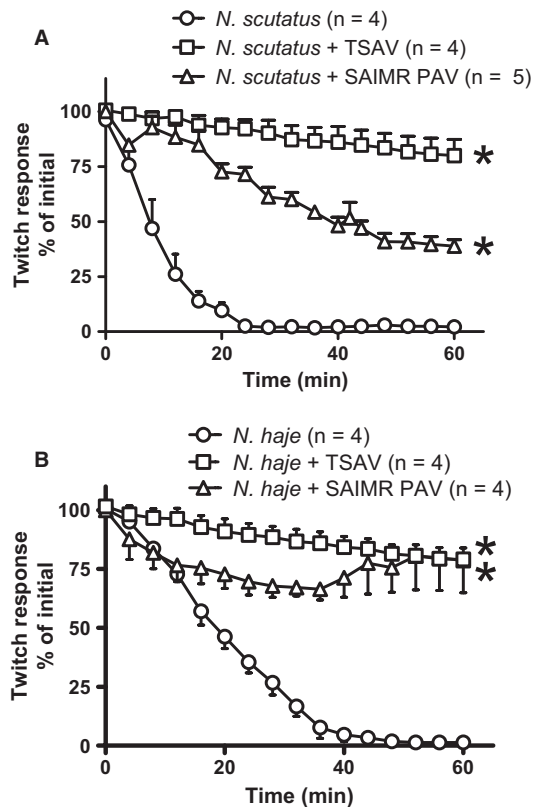 A
N. scutatus (n = 4)
N. scutatus + TSAV (n = 4)
N. scutatus + SAIMR PAV (n = 5)
Twitch response
% of initial
100
75
50
25
0
*
*
0 20 40 60
Time (min)
B
N. haje (n = 4)
N. haje + TSAV (n = 4)
N. haje + SAIMR PAV (n = 4)
Twitch response
% of initial
100
75
50
25
0
*
*
0 20 40 60
Time (min)